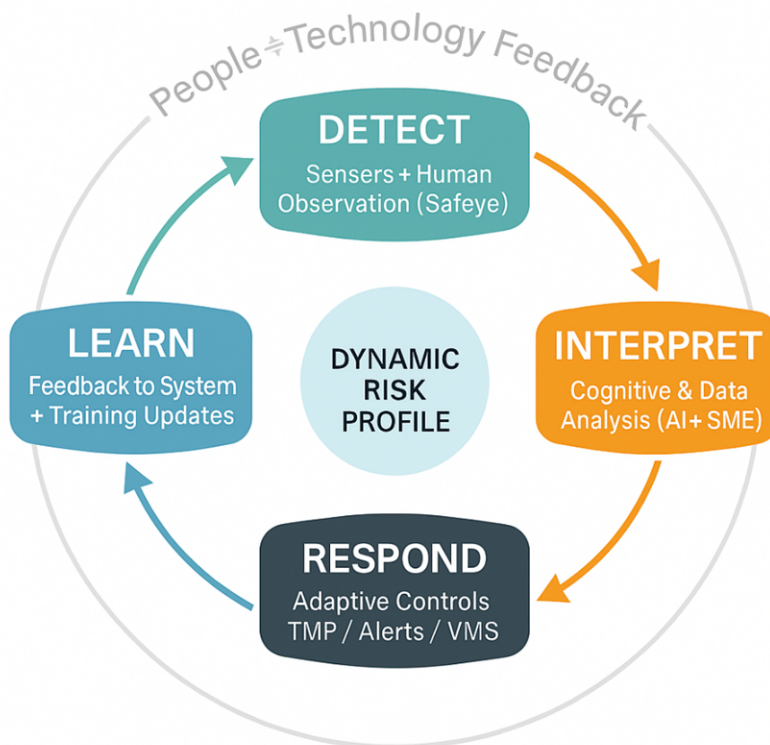 People ÷ Technology Feedback
DETECT
Sensers + Human
Observation (Safeye)
INTERPRET
Cognitive & Data
Analysis (AI + SME)
RESPOND
Adaptive Controls
TMP / Alerts / VMS
LEARN
Feedback to System
+ Training Updates
DYNAMIC
RISK
PROFILE